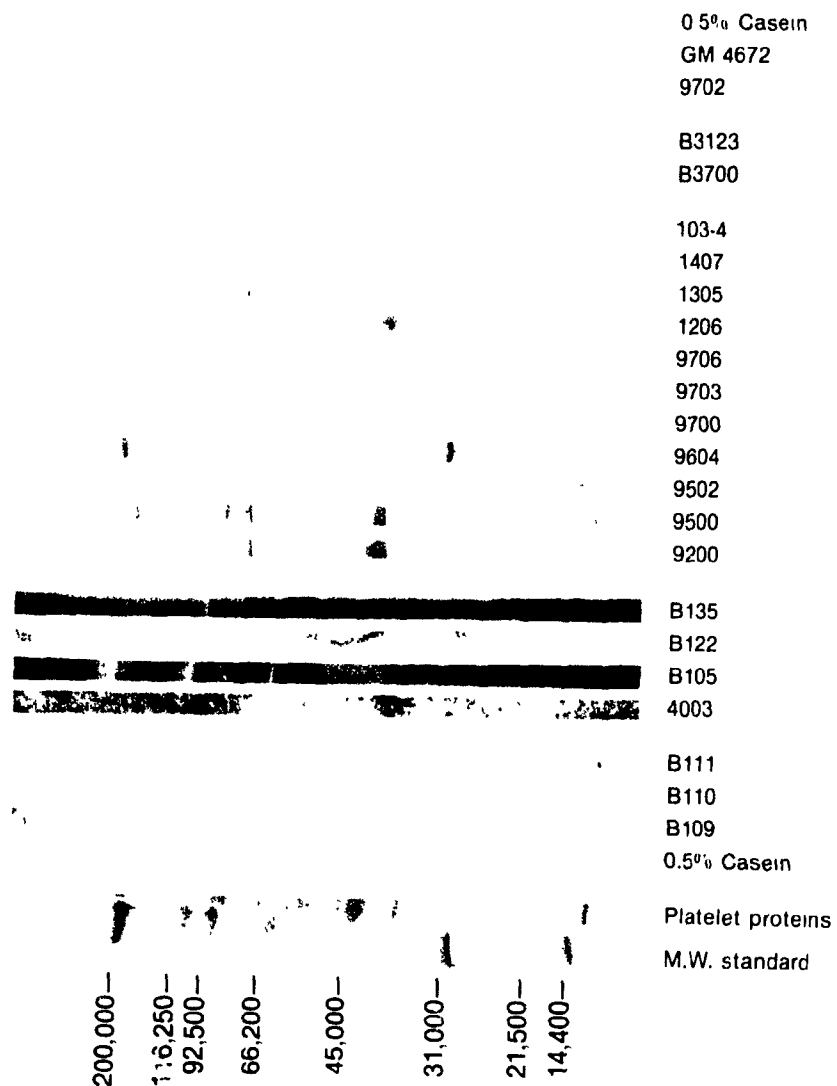 0.5% Casein
GM 4672
9702
B3123
B3700
103-4
1407
1305
1206
9706
9703
9700
9604
9502
9500
9200
B135
B122
B105
4003
B111
B110
B109
0.5% Casein
Platelet proteins
M.W. standard
200,000—
116,250—
92,500—
66,200—
45,000—
31,000—
21,500—
14,400—